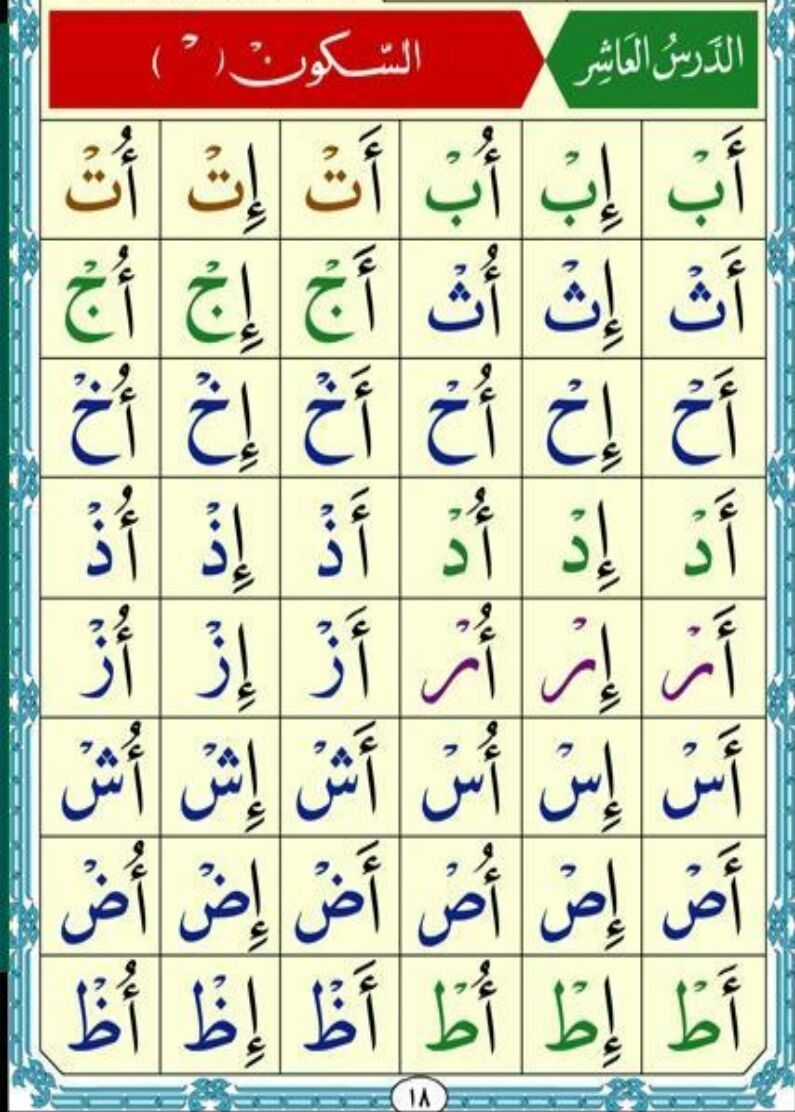 الدَّرسُ العَاشِر السُّكون ( ْ )
أَبْ إِبْ أُبْ أَتْ إِتْ أُتْ
أَثْ إِثْ أُثْ أَجْ إِجْ أُجْ
أَحْ إِحْ أُحْ أَخْ إِخْ أُخْ
أَدْ إِدْ أُدْ أَذْ إِذْ أُذْ
أَرْ إِرْ أُرْ أَزْ إِزْ أُزْ
أَسْ إِسْ أُسْ أَشْ إِشْ أُشْ
أَصْ إِصْ أُصْ أَضْ إِضْ أُضْ
أَطْ إِطْ أُطْ أَظْ إِظْ أُظْ
١٨